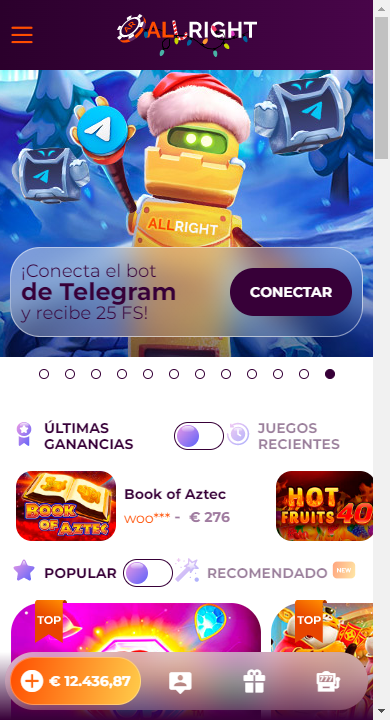 ALLRIGHT
ALLRIGHT
¡Conecta el bot
de Telegram
y recibe 25 FS!
CONECTAR
ÚLTIMAS
GANANCIAS
JUEGOS
RECIENTES
BOOK OF AZTEC
Book of Aztec
woo*** - € 276
HOT
FRUITS 40
POPULAR
RECOMENDADO
NEW
TOP
TOP
€ 12.436,87
777